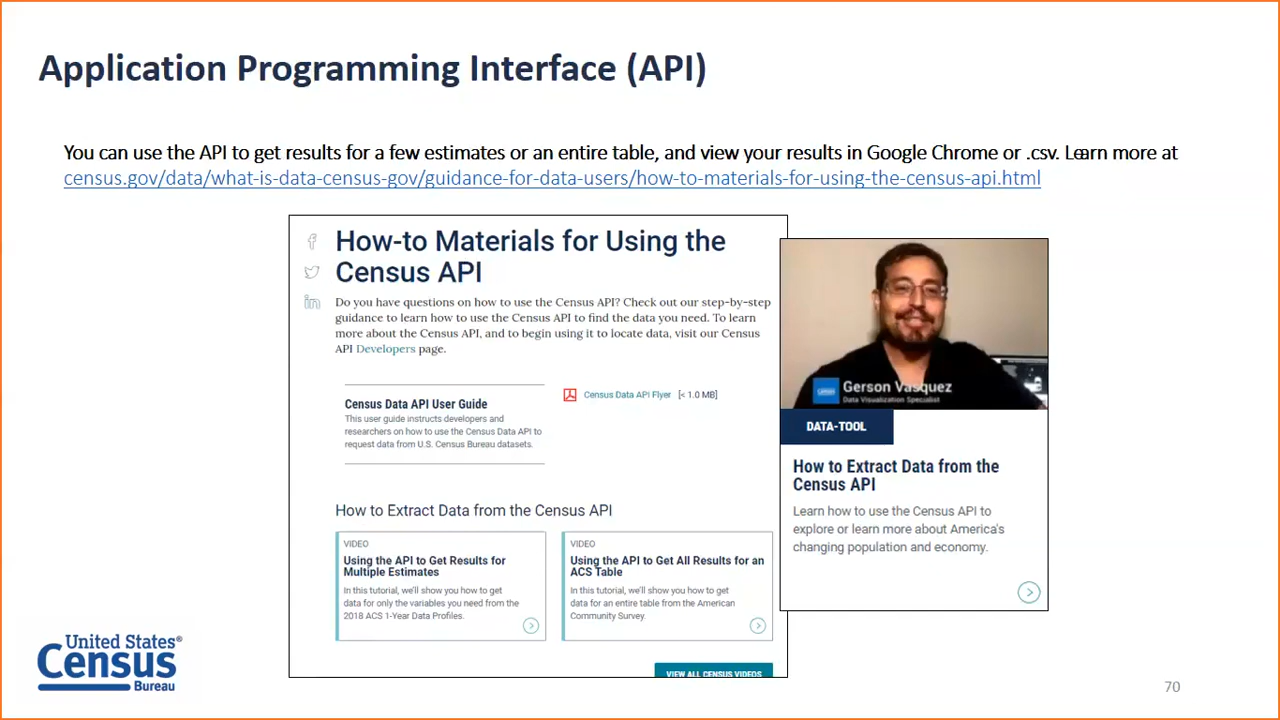 Application Programming Interface (API)
You can use the API to get results for a few estimates or an entire table, and view your results in Google Chrome or .csv. Learn more at
census.gov/data/what-is-data-census-gov/guidance-for-data-users/how-to-materials-for-using-the-census-api.html
How-to Materials for Using the
Census API
Do you have questions on how to use the Census API? Check out our step-by-step
guidance to learn how to use the Census API to find the data you need. To learn
more about the Census API, and to begin using it to locate data, visit our Census
API Developers page.
Census Data API User Guide
This user guide instructs developers and
researchers on how to use the Census Data API to
request data from U.S. Census Bureau datasets.
Census Data API Flyer [< 1.0 MB]
How to Extract Data from the Census API
VIDEO
Using the API to Get Results for
Multiple Estimates
In this tutorial, we'll show you how to get
data for only the variables you need from the
2018 ACS 1-Year Data Profiles.
VIDEO
Using the API to Get All Results for an
ACS Table
In this tutorial, we'll show you how to get
data for an entire table from the American
Community Survey.
VIEW ALL CENSUS VIDEOS
Gerson Vasquez
Data Visualization Specialist
DATA-TOOL
How to Extract Data from the
Census API
Learn how to use the Census API to
explore or learn more about America's
changing population and economy.
United States®
Census
Bureau
70